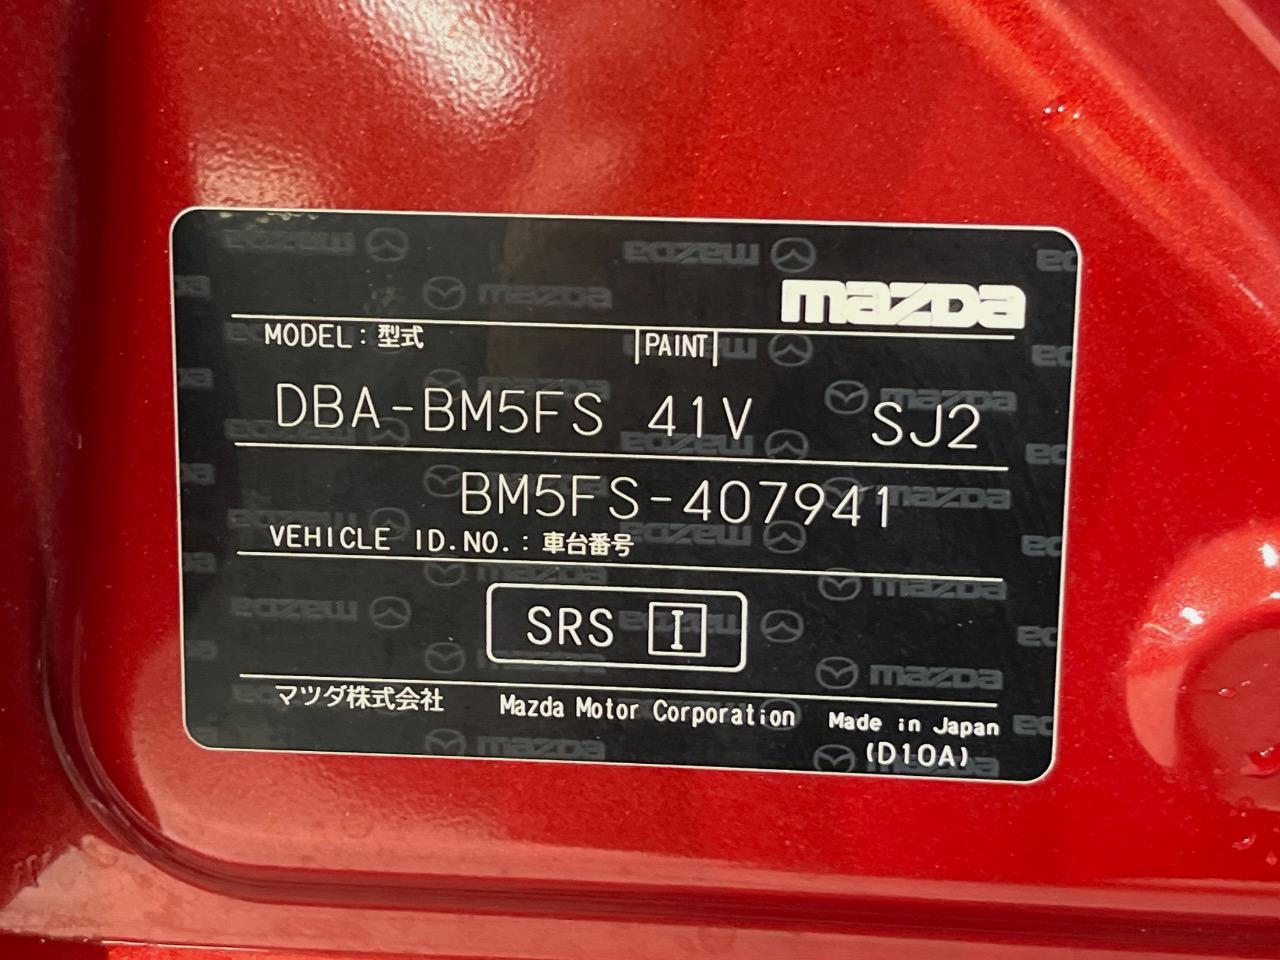 mazda
MODEL: 型式 PAINT
DBA-BM5FS 41V SJ2
BM5FS-407941
VEHICLE ID.NO.: 車台番号
SRS I
マツダ株式会社 Mazda Motor Corporation Made in Japan
(D10A)